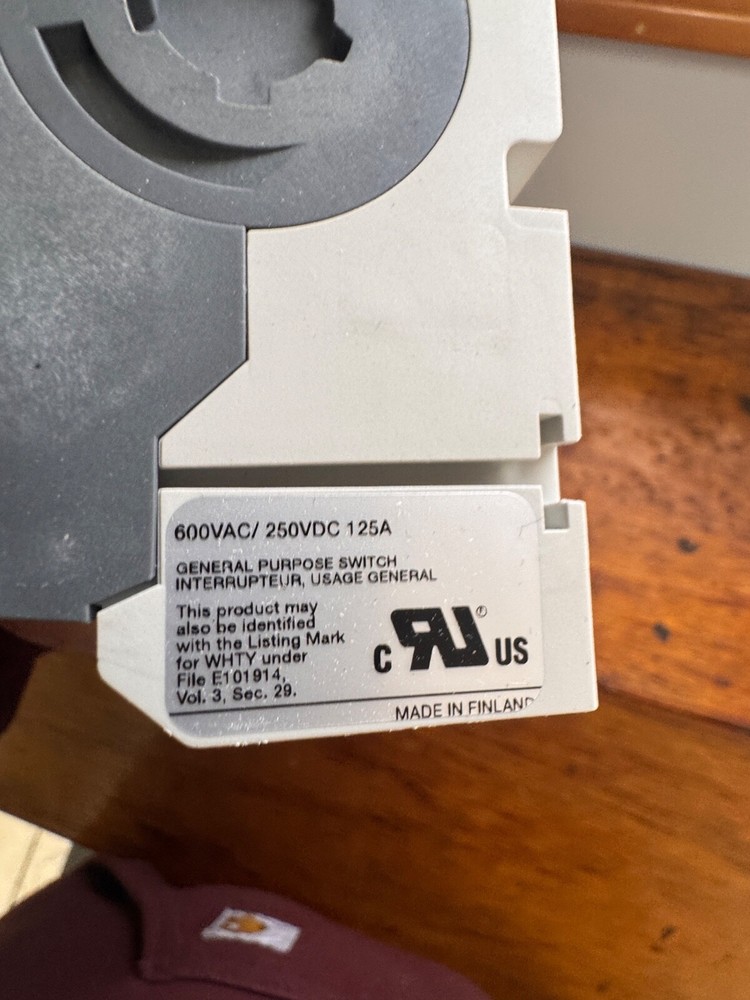 600VAC/ 250VDC 125A
GENERAL PURPOSE SWITCH
INTERRUPTEUR, USAGE GENERAL
This product may
also be identified
with the Listing Mark
for WHTY under
File E101914,
Vol. 3, Sec. 29.
C RU ® US
MADE IN FINLAND